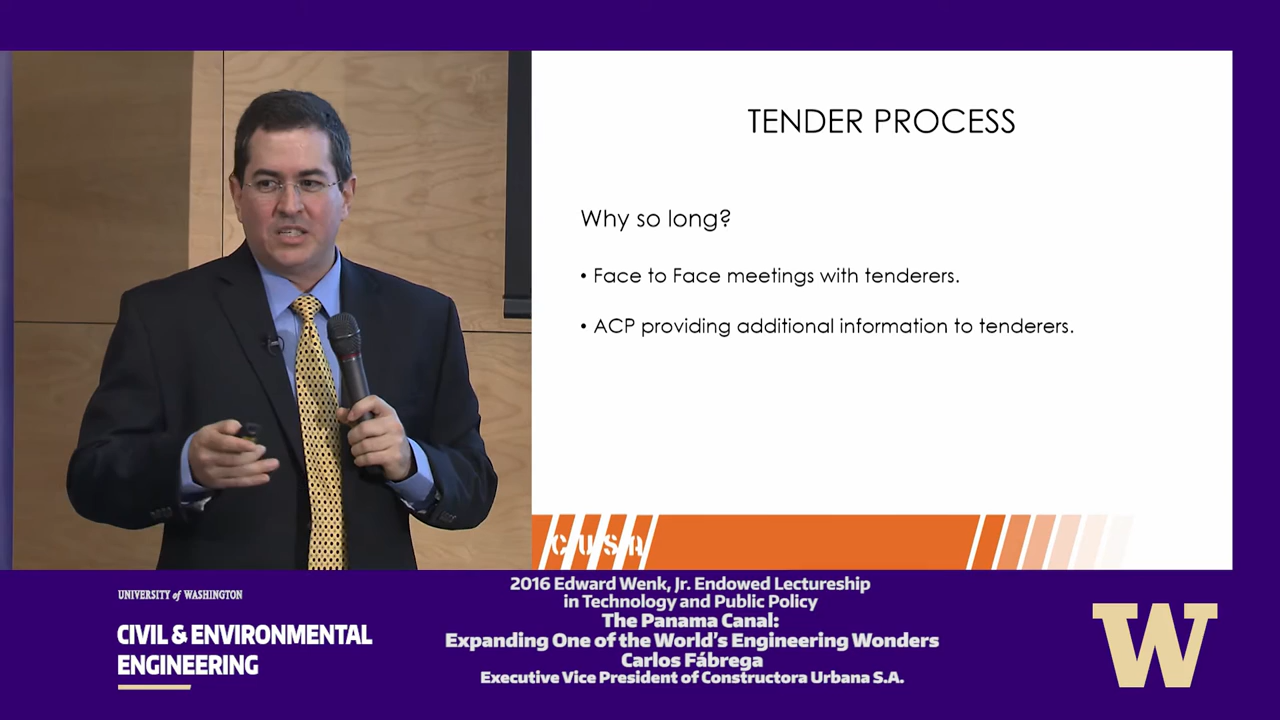 TENDER PROCESS
Why so long?
• Face to Face meetings with tenderers.
• ACP providing additional information to tenderers.
CUSA
UNIVERSITY of WASHINGTON
CIVIL & ENVIRONMENTAL
ENGINEERING
2016 Edward Wenk, Jr. Endowed Lectureship
in Technology and Public Policy
The Panama Canal:
Expanding One of the World's Engineering Wonders
Carlos Fábrega
Executive Vice President of Constructora Urbana S.A.
W